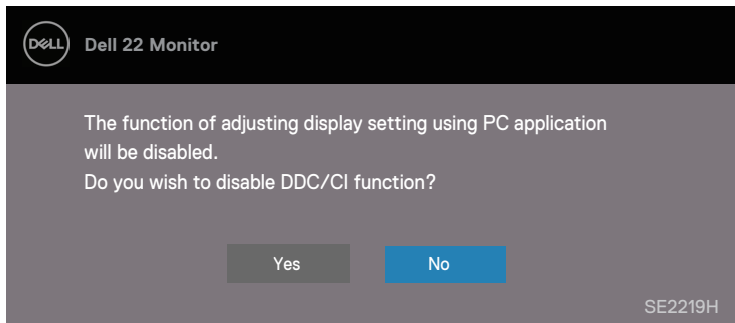 DELL Dell 22 Monitor
The function of adjusting display setting using PC application
will be disabled.
Do you wish to disable DDC/CI function?
Yes No
SE2219H